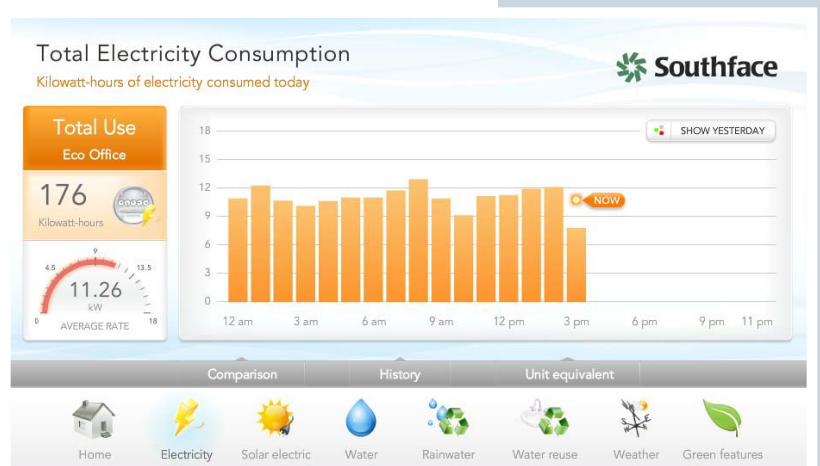 Total Electricity Consumption
Kilowatt-hours of electricity consumed today
Southface
Total Use
Eco Office
176
Kilowatt-hours
4.5
9
13.5
11.26
kW
0
18
AVERAGE RATE
SHOW YESTERDAY
18
15
12
9
6
3
0
NOW
12 am 3 am 6 am 9 am 12 pm 3 pm 6 pm 9 pm 11 pm
Comparison History Unit equivalent
Home Electricity Solar electric Water Rainwater Water reuse Weather Green features